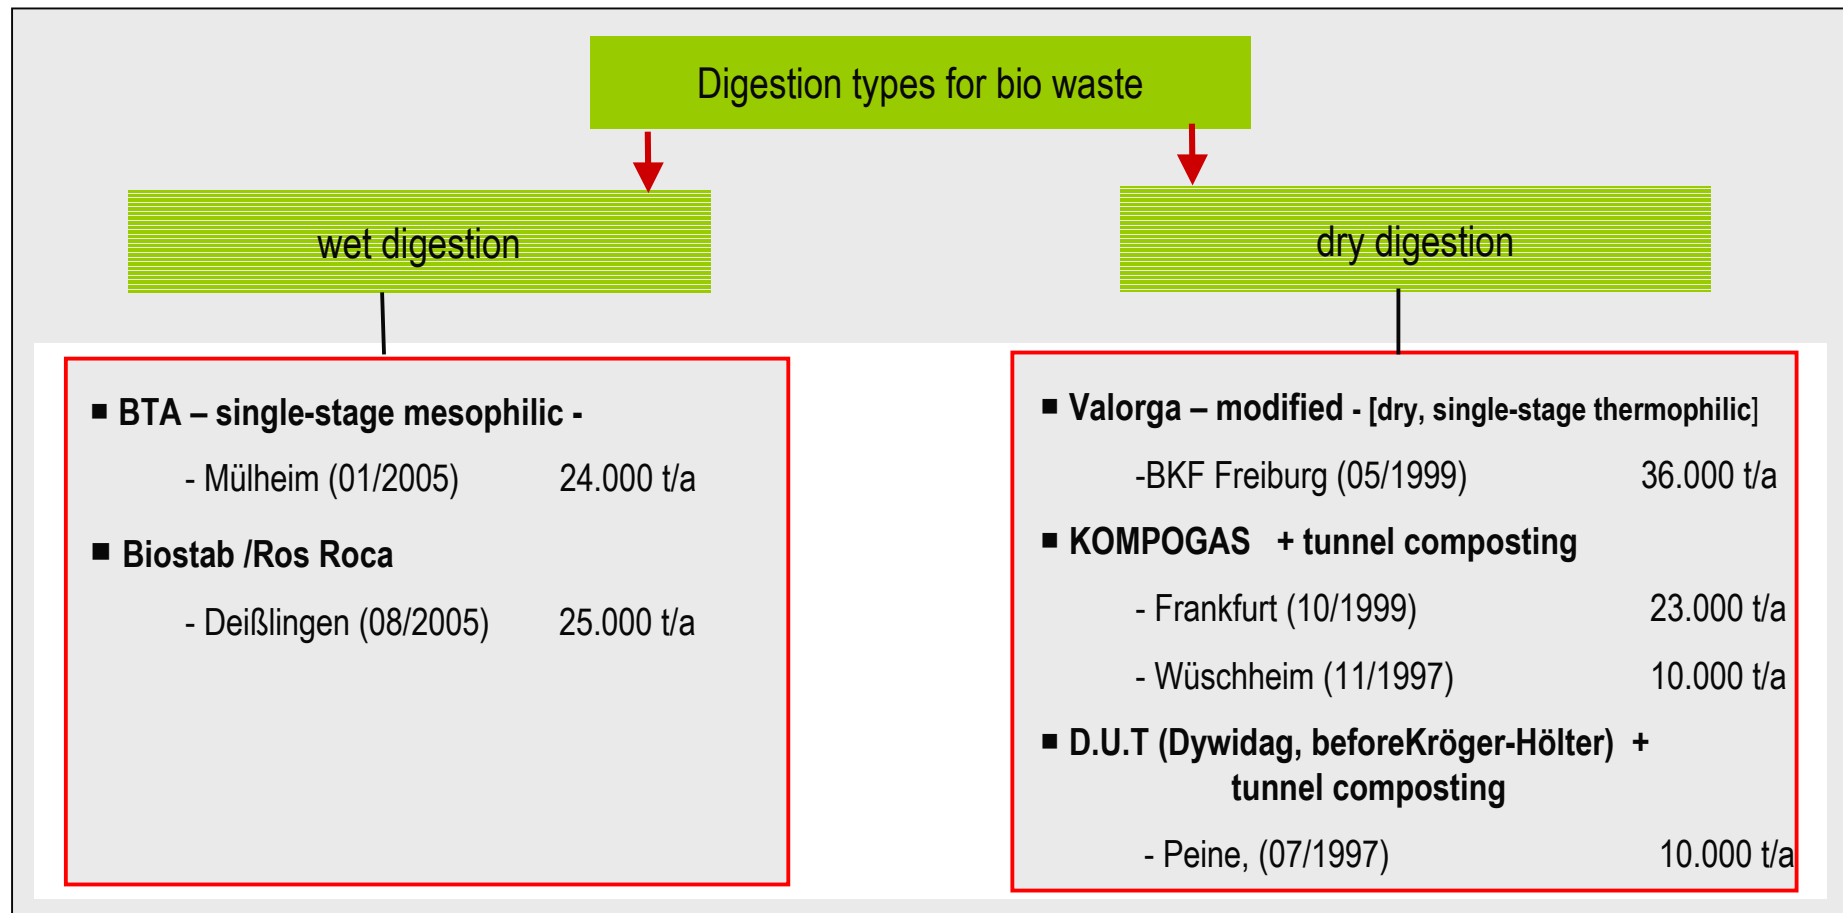 Digestion types for bio waste
wet digestion
■ BTA – single-stage mesophilic -
- Mülheim (01/2005) 24.000 t/a
■ Biostab /Ros Roca
- Deißlingen (08/2005) 25.000 t/a
dry digestion
■ Valorga – modified - [dry, single-stage thermophilic]
-BKF Freiburg (05/1999) 36.000 t/a
■ KOMPOGAS + tunnel composting
- Frankfurt (10/1999) 23.000 t/a
- Wüschheim (11/1997) 10.000 t/a
■ D.U.T (Dywidag, beforeKröger-Hölter) +
tunnel composting
- Peine, (07/1997) 10.000 t/a